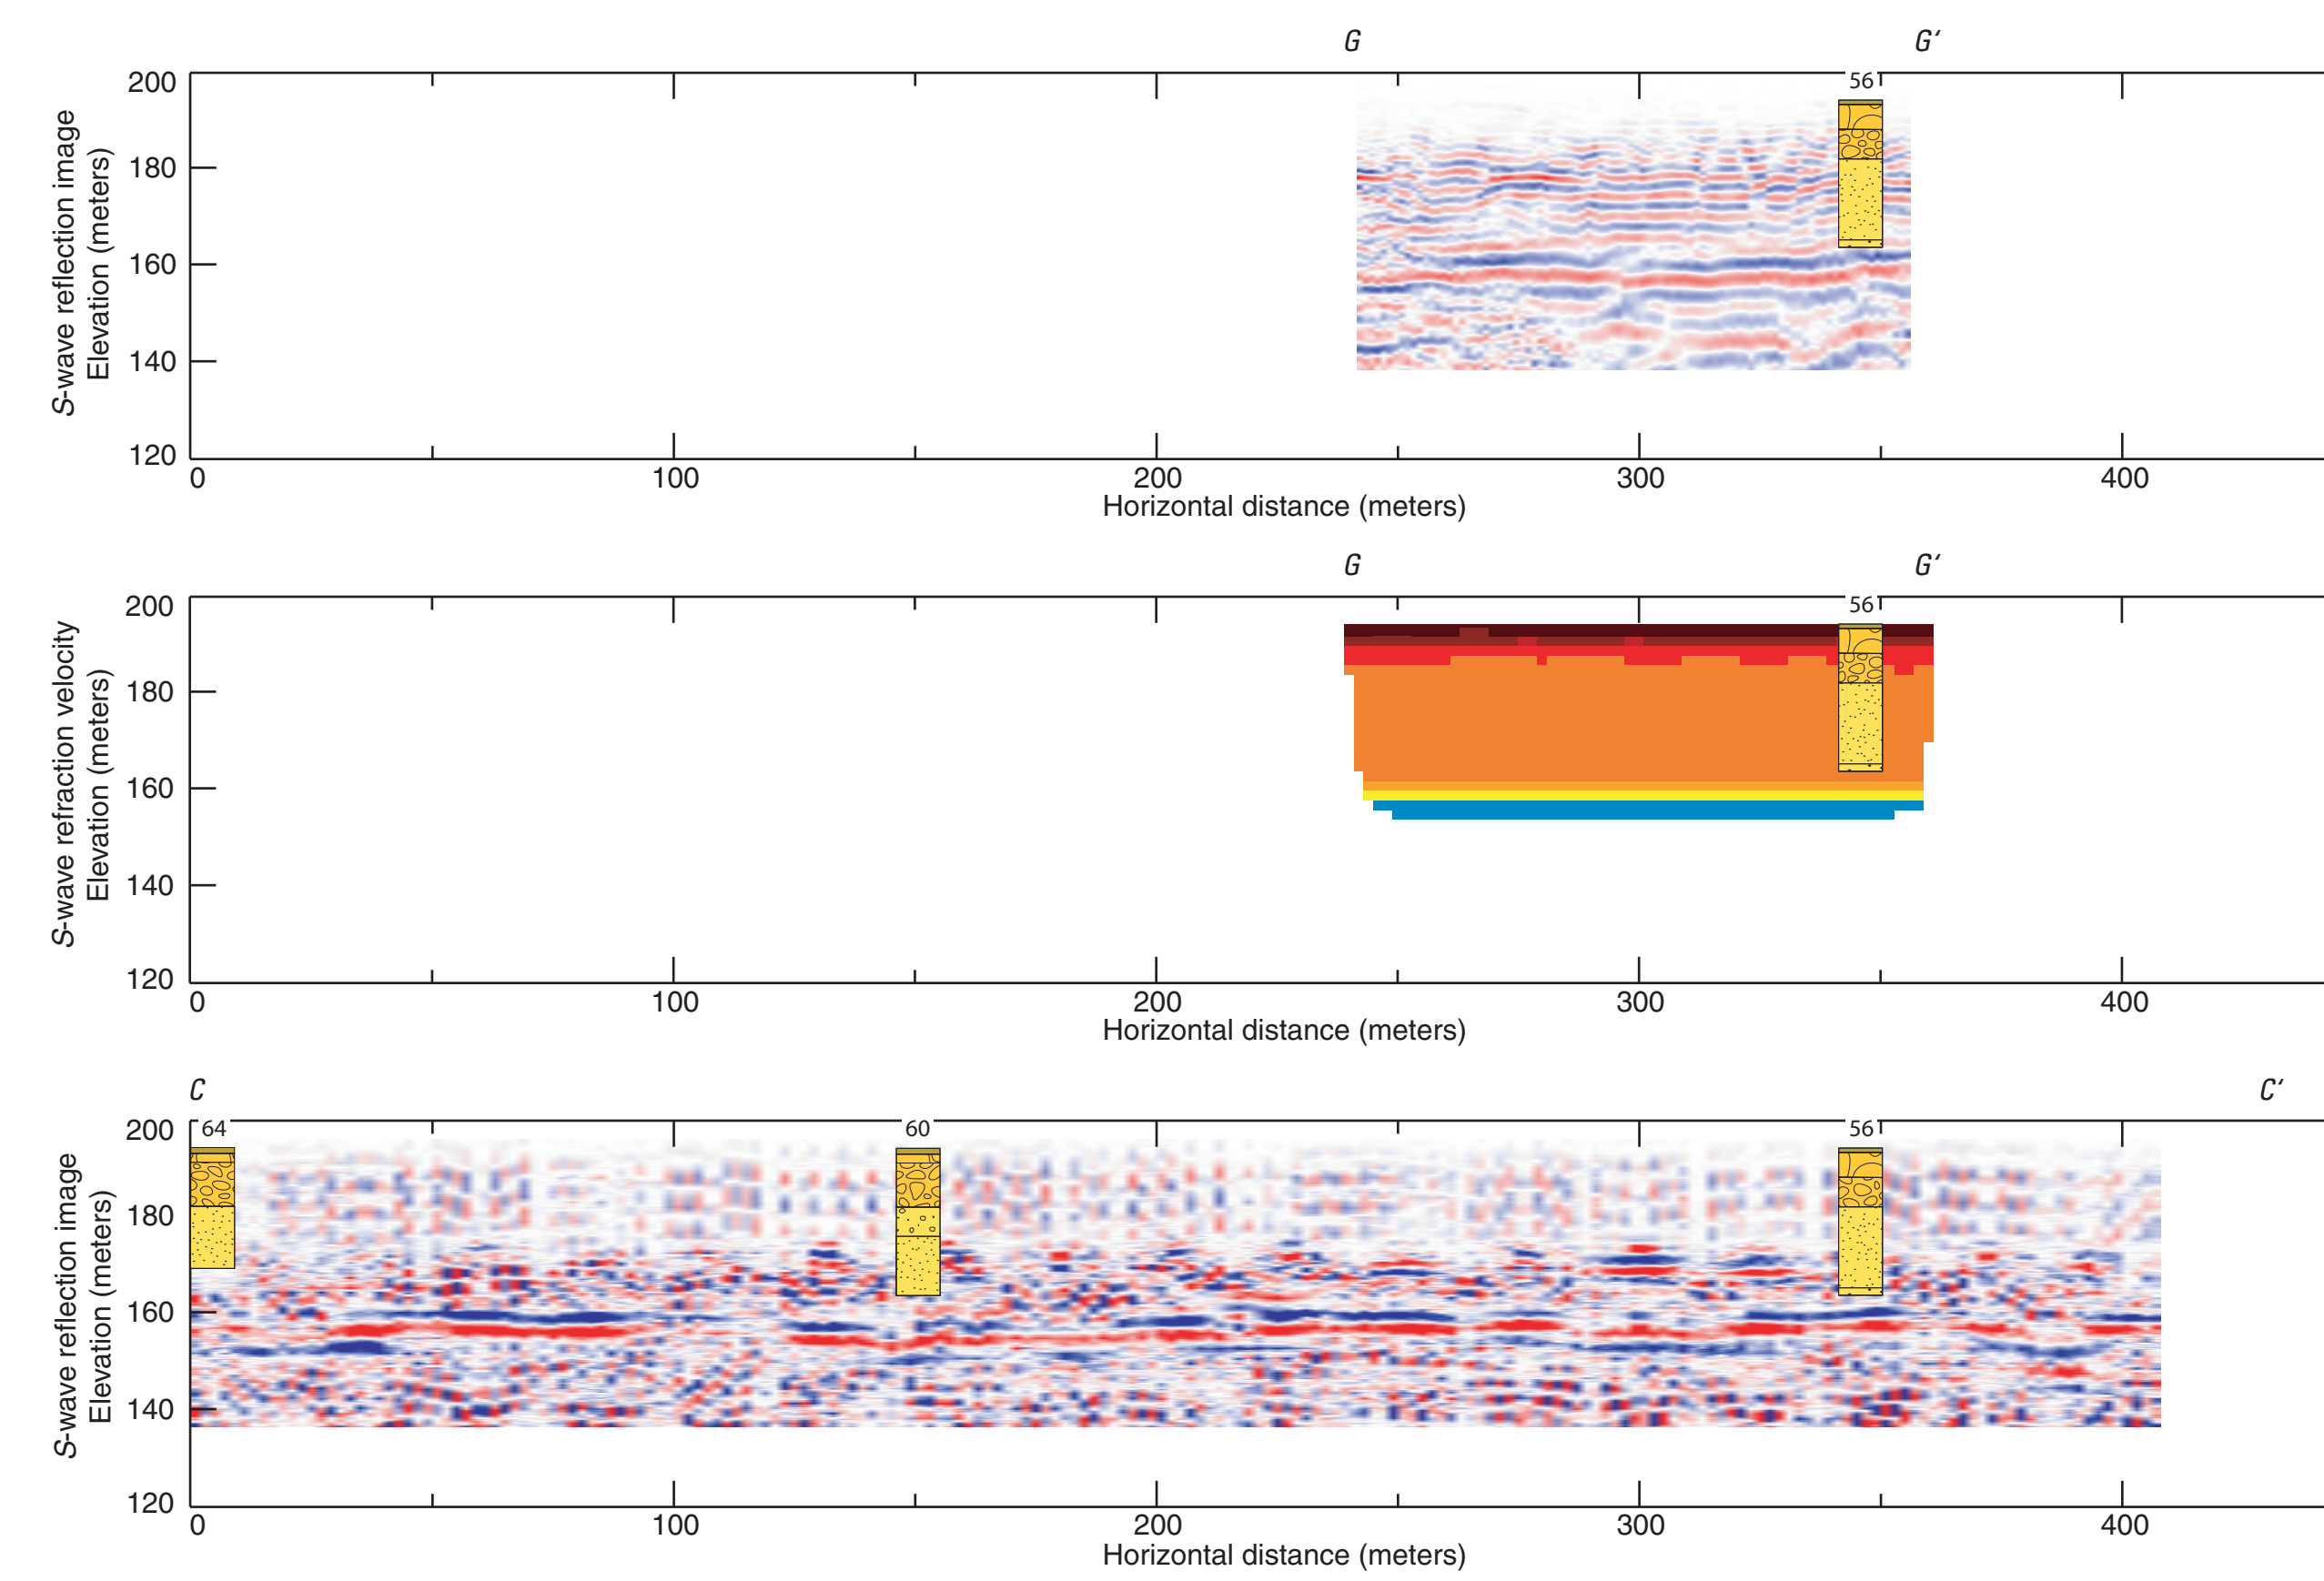 G G‘
S-wave reflection image
Elevation (meters)
200
180
160
140
120
56
0 100 200 300 400
Horizontal distance (meters)
G G‘
S-wave refraction velocity
Elevation (meters)
200
180
160
140
120
56
0 100 200 300 400
Horizontal distance (meters)
C C‘
S-wave reflection image
Elevation (meters)
200
180
160
140
120
64 60 56
0 100 200 300 400
Horizontal distance (meters)